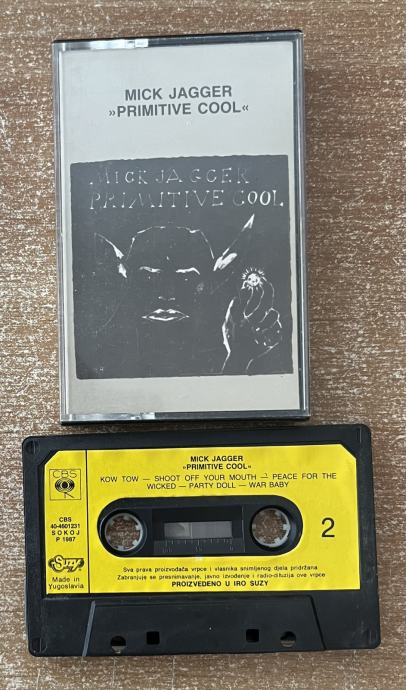 MICK JAGGER
»PRIMITIVE COOL«
MICK JAGGER
PRIMITIVE COOL
MICK JAGGER
»PRIMITIVE COOL«
KOW TOW — SHOOT OFF YOUR MOUTH — PEACE FOR THE
WICKED — PARTY DOLL — WAR BABY
CBS
CBS
40-4601231
SOKOJ
P 1987
Suzy
Made in
Yugoslavia
2
Sva prava proizvođača vrpce i vlasnika snimljenog djela pridržana
Zabranjuje se presnimavanje, javno izvođenje i radio-difuzija ove vrpce
PROIZVEDENO U IRO SUZY